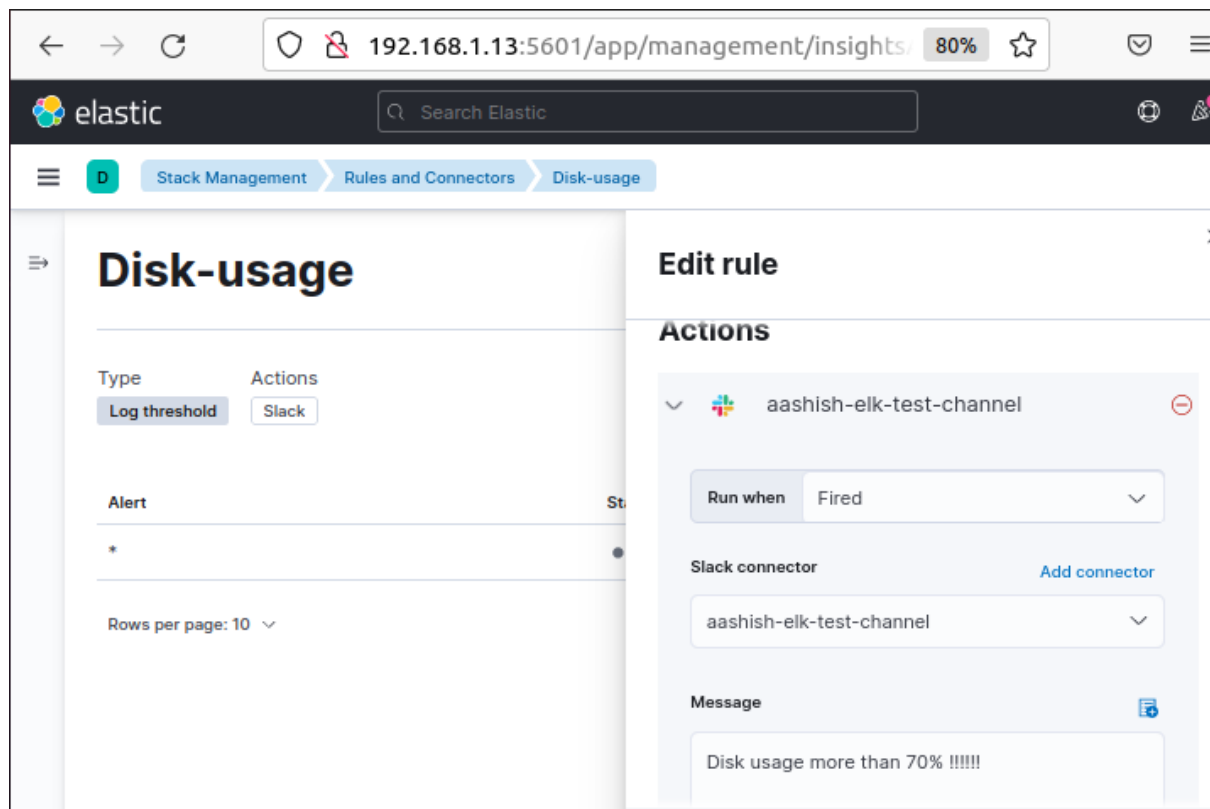 192.168.1.13:5601/app/management/insights/ 80%
elastic Search Elastic
D Stack Management Rules and Connectors Disk-usage
Disk-usage
Type Actions
Log threshold Slack
Alert
*
Rows per page: 10
Edit rule
Actions
aashish-elk-test-channel
Run when Fired
Slack connector Add connector
aashish-elk-test-channel
Message
Disk usage more than 70% !!!!!!